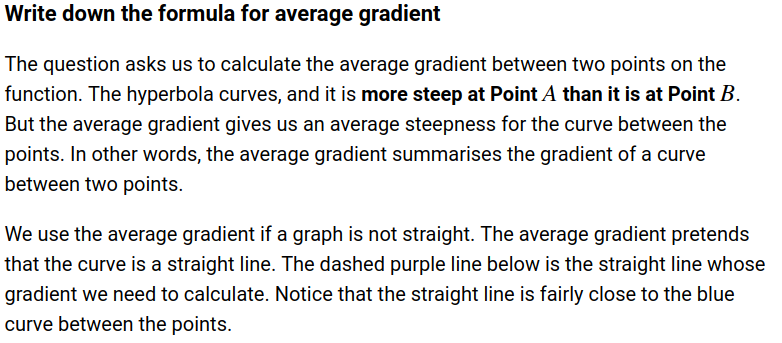 Write down the formula for average gradient
The question asks us to calculate the average gradient between two points on the
function. The hyperbola curves, and it is more steep at Point A than it is at Point B.
But the average gradient gives us an average steepness for the curve between the
points. In other words, the average gradient summarises the gradient of a curve
between two points.
We use the average gradient if a graph is not straight. The average gradient pretends
that the curve is a straight line. The dashed purple line below is the straight line whose
gradient we need to calculate. Notice that the straight line is fairly close to the blue
curve between the points.